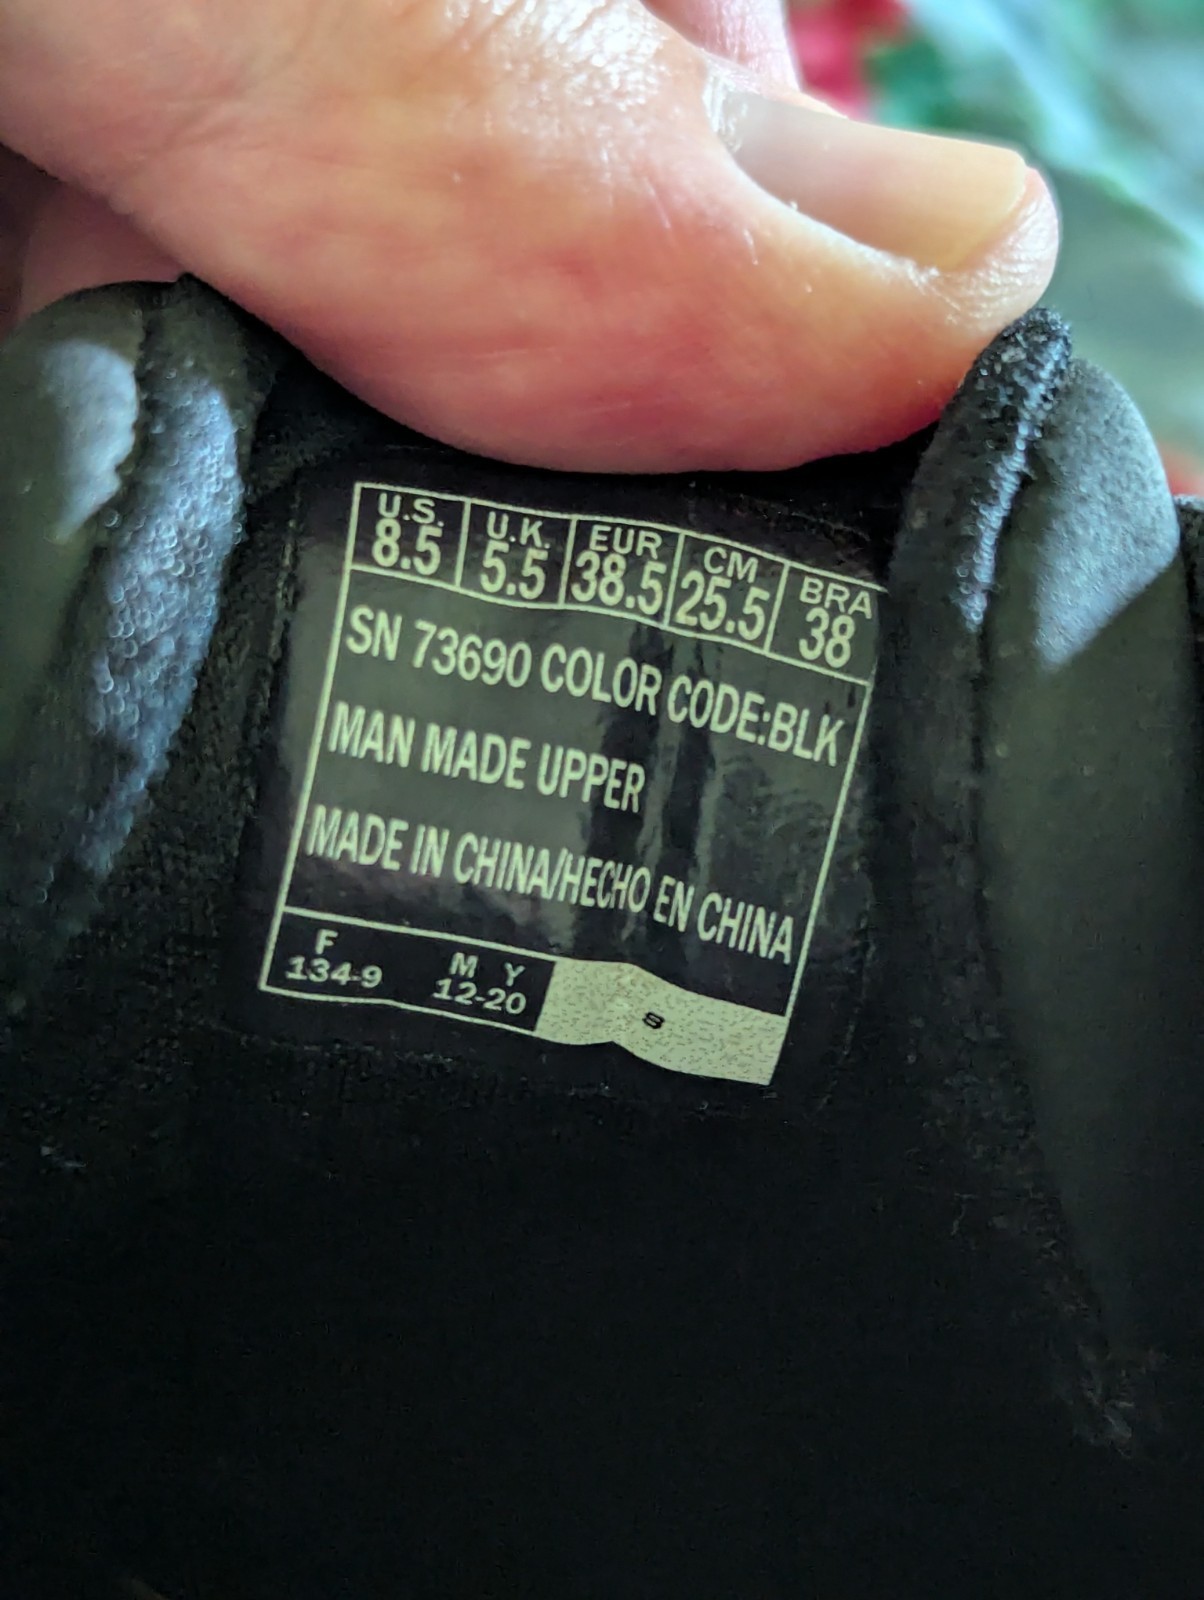 U.S. U.K. EUR CM BRA
8.5 5.5 38.5 25.5 38
SN 73690 COLOR CODE:BLK
MAN MADE UPPER
MADE IN CHINA/HECHO EN CHINA
F M Y
134-9 12-20 8